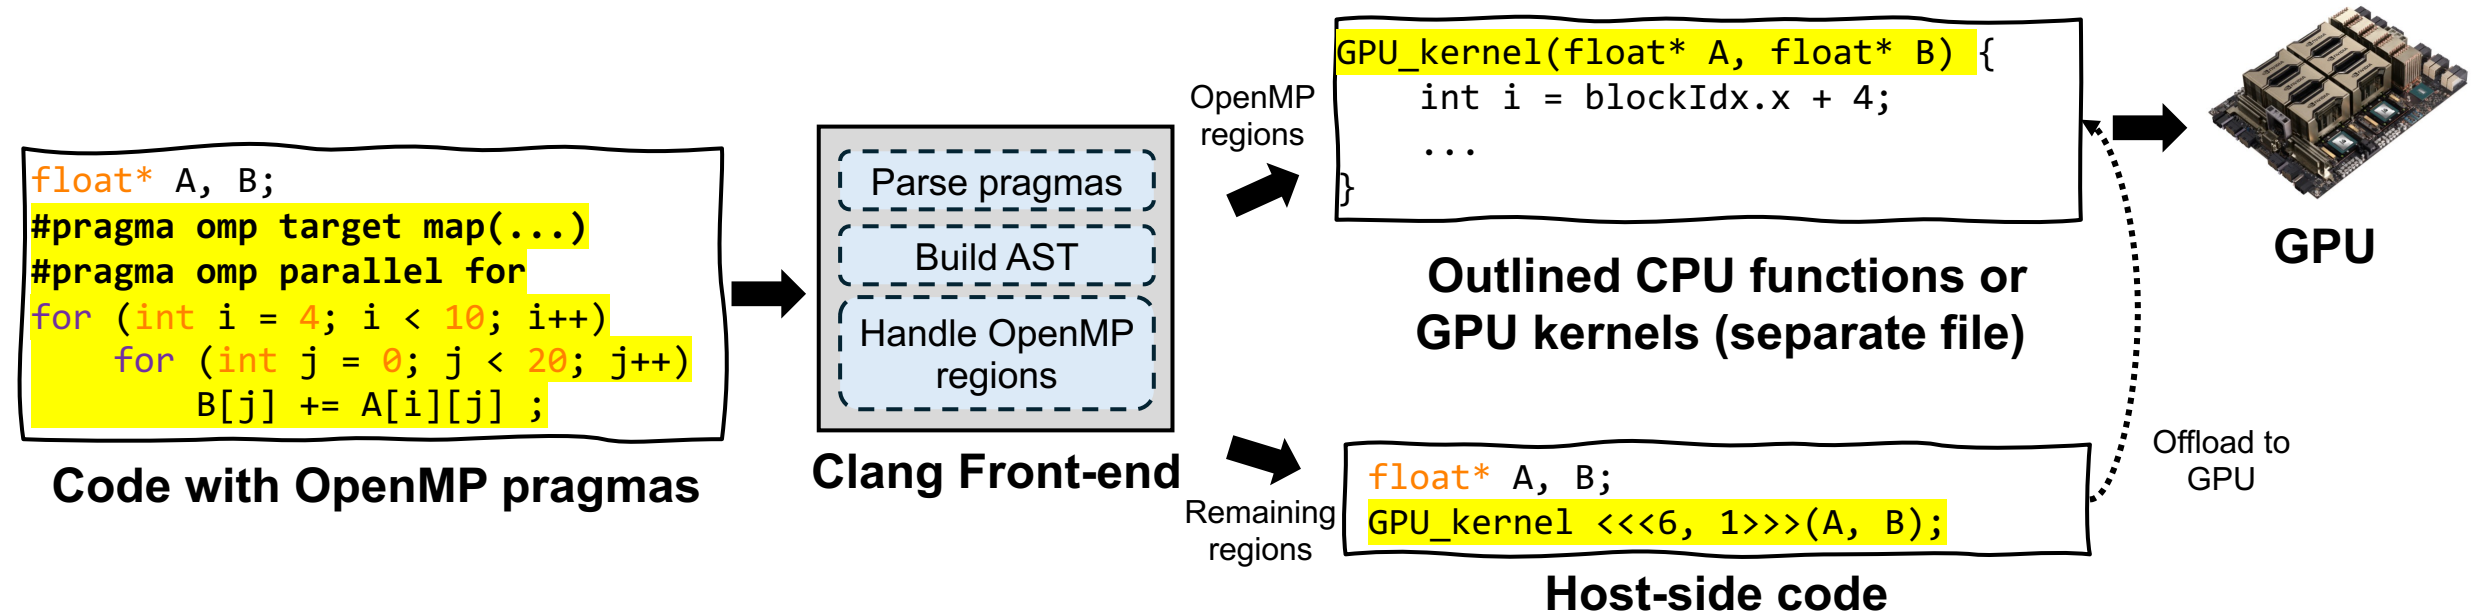 float* A, B;
#pragma omp target map(...)
#pragma omp parallel for
for (int i = 4; i < 10; i++)
for (int j = 0; j < 20; j++)
B[j] += A[i][j] ;
Code with OpenMP pragmas
Parse pragmas
Build AST
Handle OpenMP
regions
Clang Front-end
OpenMP
regions
GPU_kernel(float* A, float* B) {
int i = blockIdx.x + 4;
...
}
Outlined CPU functions or
GPU kernels (separate file)
GPU
Remaining
regions
float* A, B;
GPU_kernel <<<6, 1>>>(A, B);
Host-side code
Offload to
GPU